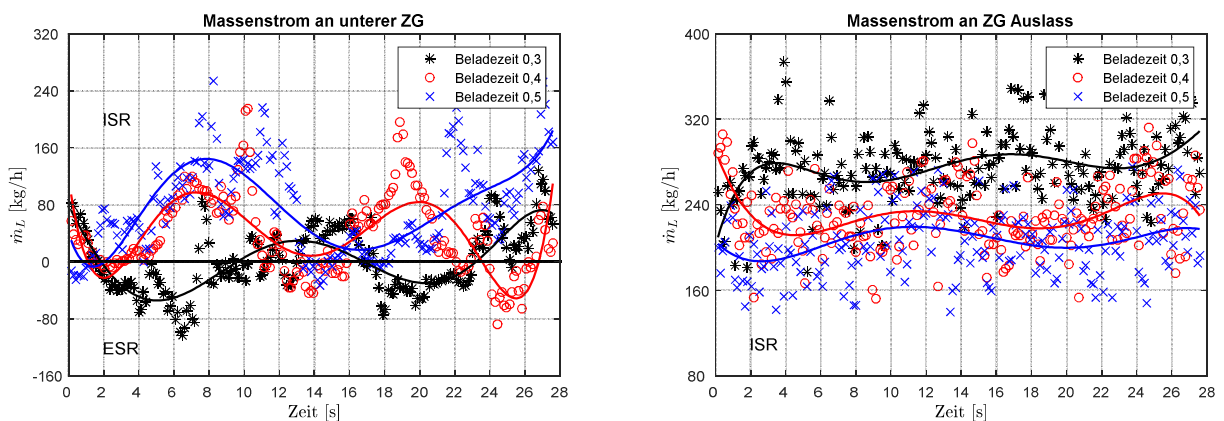 Massenstrom an unterer ZG
320
240
160
80
0
-80
-160
ṁ_L [kg/h]
Beladezeit 0,3
Beladezeit 0,4
Beladezeit 0,5
ISR
ESR
0 2 4 6 8 10 12 14 16 18 20 22 24 26 28
Zeit [s]
Massenstrom an ZG Auslass
400
320
240
160
80
ṁ_L [kg/h]
Beladezeit 0,3
Beladezeit 0,4
Beladezeit 0,5
ISR
0 2 4 6 8 10 12 14 16 18 20 22 24 26 28
Zeit [s]